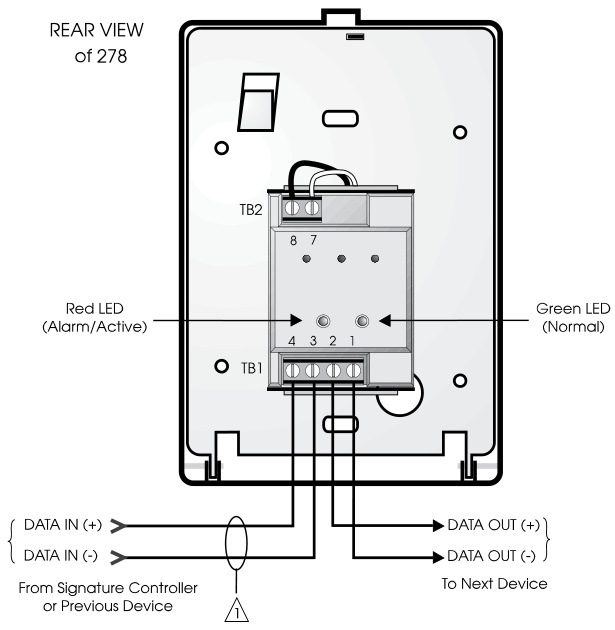 REAR VIEW
of 278
TB2
8 7
Red LED
(Alarm/Active)
Green LED
(Normal)
4 3 2 1
TB1
DATA IN (+)
DATA OUT (+)
DATA IN (-)
DATA OUT (-)
From Signature Controller
or Previous Device
To Next Device
1